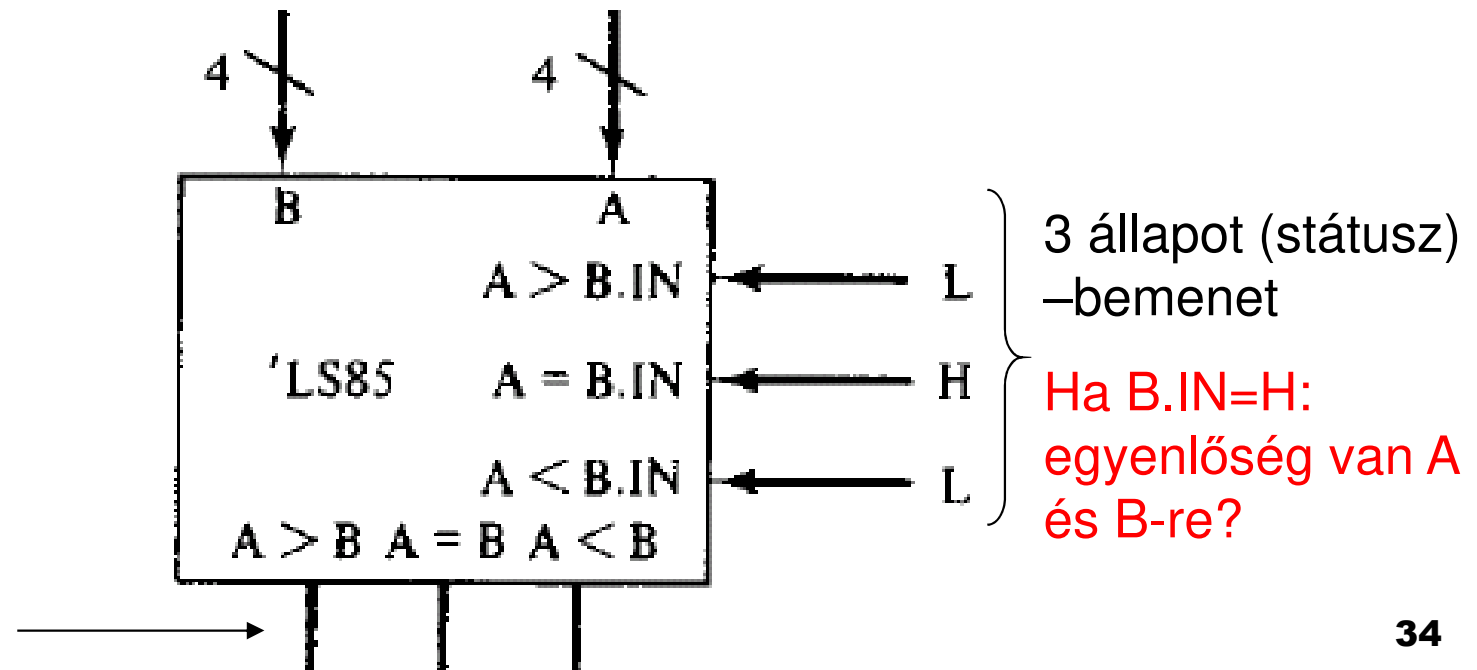 4 4
B A
A > B.IN L
'LS85 A = B.IN H
A < B.IN L
A > B A = B A < B
3 állapot (státusz)
–bemenet
Ha B.IN=H:
egyenlőség van A
és B-re?
34